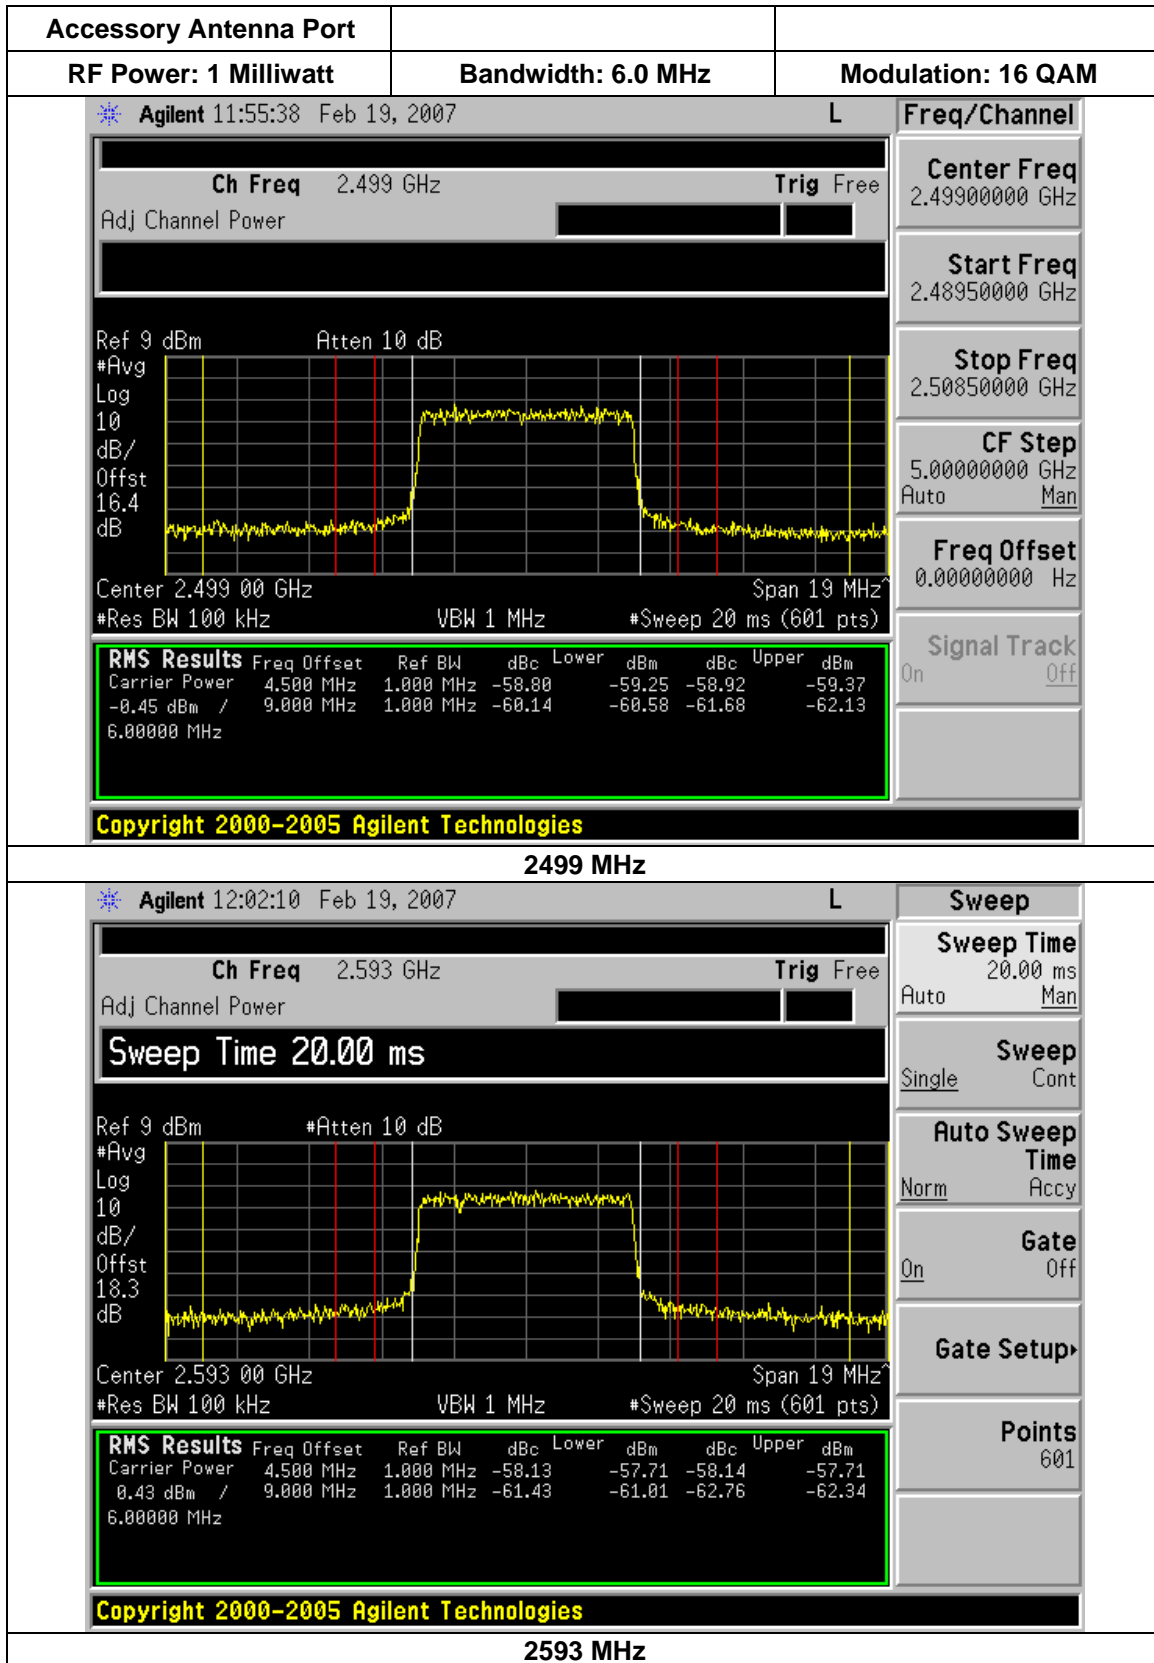 Accessory Antenna Port
RF Power: 1 Milliwatt Bandwidth: 6.0 MHz Modulation: 16 QAM
Agilent 11:55:38 Feb 19, 2007 L Freq/Channel
Ch Freq 2.499 GHz Trig Free
Adj Channel Power
Center Freq
2.49900000 GHz
Start Freq
2.48950000 GHz
Stop Freq
2.50850000 GHz
CF Step
5.00000000 GHz
Auto Man
Freq Offset
0.00000000 Hz
Signal Track
On Off
Ref 9 dBm Atten 10 dB
#Avg
Log
10
dB/
Offst
16.4
dB
Center 2.499 00 GHz Span 19 MHz^
#Res BW 100 kHz VBW 1 MHz #Sweep 20 ms (601 pts)
RMS Results Freq Offset Ref BW dBc Lower dBm dBc Upper dBm
Carrier Power 4.500 MHz 1.000 MHz -58.80 -59.25 -58.92 -59.37
-0.45 dBm / 9.000 MHz 1.000 MHz -60.14 -60.58 -61.68 -62.13
6.00000 MHz
Copyright 2000-2005 Agilent Technologies
2499 MHz
Agilent 12:02:10 Feb 19, 2007 L Sweep
Ch Freq 2.593 GHz Trig Free
Adj Channel Power
Sweep Time 20.00 ms
Sweep Time
20.00 ms
Auto Man
Sweep
Single Cont
Auto Sweep
Time
Norm Accy
Gate
On Off
Gate Setup▸
Points
601
Ref 9 dBm #Atten 10 dB
#Avg
Log
10
dB/
Offst
18.3
dB
Center 2.593 00 GHz Span 19 MHz^
#Res BW 100 kHz VBW 1 MHz #Sweep 20 ms (601 pts)
RMS Results Freq Offset Ref BW dBc Lower dBm dBc Upper dBm
Carrier Power 4.500 MHz 1.000 MHz -58.13 -57.71 -58.14 -57.71
0.43 dBm / 9.000 MHz 1.000 MHz -61.43 -61.01 -62.76 -62.34
6.00000 MHz
Copyright 2000-2005 Agilent Technologies
2593 MHz